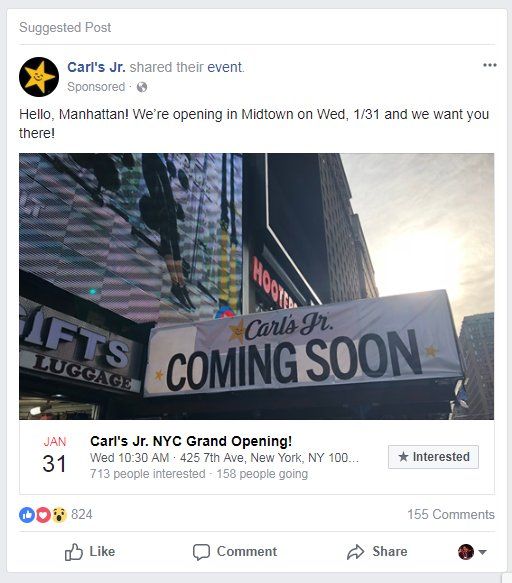 Suggested Post
Carl's Jr. shared their event.
Sponsored ·
Hello, Manhattan! We're opening in Midtown on Wed, 1/31 and we want you
there!
HOOTE
Carl's Jr.
COMING SOON
GIFTS
LUGGAGE
JAN
31
Carl's Jr. NYC Grand Opening!
Wed 10:30 AM · 425 7th Ave, New York, NY 100...
713 people interested · 158 people going
★ Interested
824
155 Comments
Like
Comment
Share